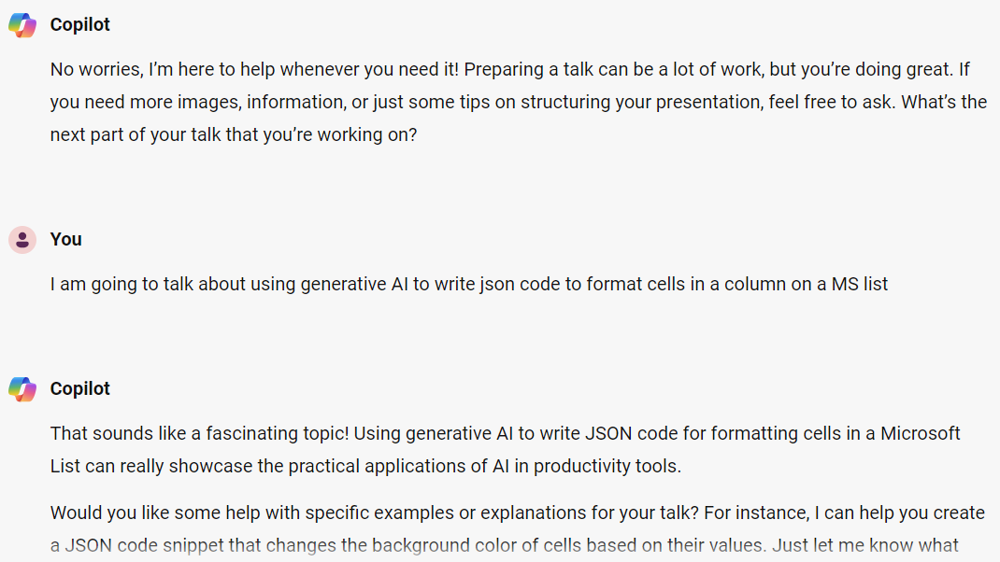 Copilot
No worries, I’m here to help whenever you need it! Preparing a talk can be a lot of work, but you’re doing great. If
you need more images, information, or just some tips on structuring your presentation, feel free to ask. What’s the
next part of your talk that you’re working on?
You
I am going to talk about using generative AI to write json code to format cells in a column on a MS list
Copilot
That sounds like a fascinating topic! Using generative AI to write JSON code for formatting cells in a Microsoft
List can really showcase the practical applications of AI in productivity tools.
Would you like some help with specific examples or explanations for your talk? For instance, I can help you create
a JSON code snippet that changes the background color of cells based on their values. Just let me know what